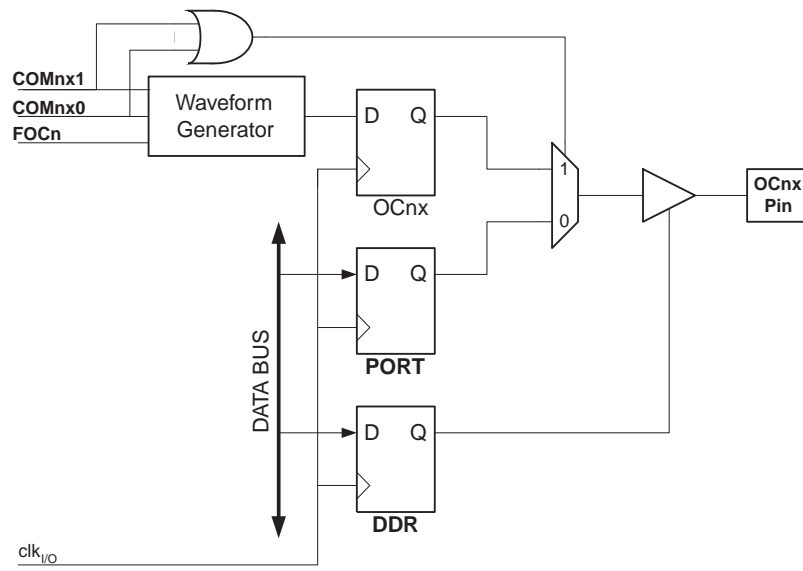 COMnx1
COMnx0
FOCn
Waveform
Generator
D Q
OCnx
1
0
OCnx
Pin
DATA BUS
D Q
PORT
D Q
DDR
clkI/O